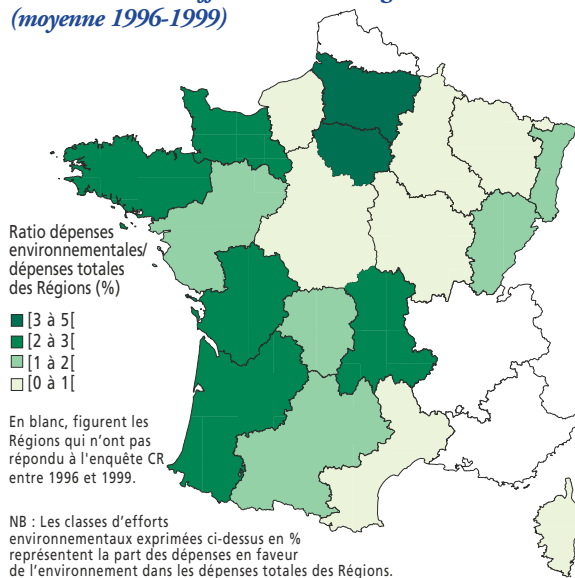 (moyenne 1996-1999)
Ratio dépenses
environnementales/
dépenses totales
des Régions (%)
[3 à 5[
[2 à 3[
[1 à 2[
[0 à 1[
En blanc, figurent les
Régions qui n'ont pas
répondu à l'enquête CR
entre 1996 et 1999.
NB : Les classes d'efforts
environnementaux exprimées ci-dessus en %
représentent la part des dépenses en faveur
de l'environnement dans les dépenses totales des Régions.